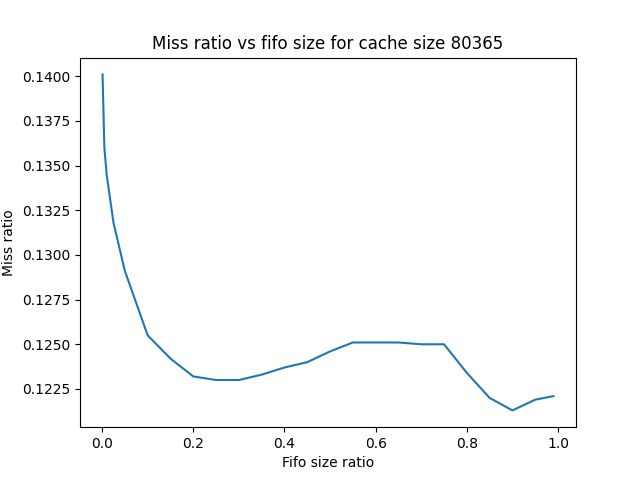 Miss ratio vs fifo size for cache size 80365
0.1400
0.1375
0.1350
0.1325
0.1300
0.1275
0.1250
0.1225
Miss ratio
0.0 0.2 0.4 0.6 0.8 1.0
Fifo size ratio